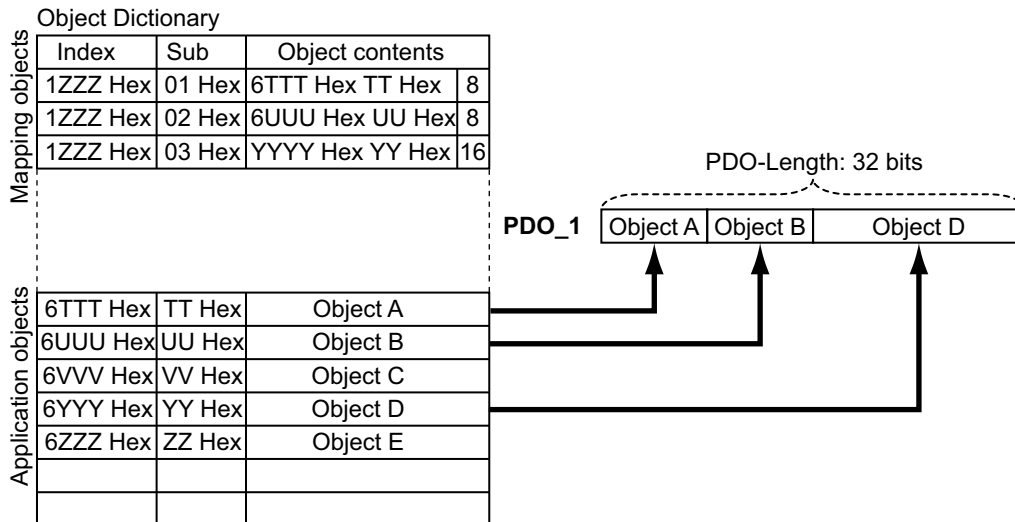 Object Dictionary
Mapping objects
Index Sub Object contents
1ZZZ Hex 01 Hex 6TTT Hex TT Hex 8
1ZZZ Hex 02 Hex 6UUU Hex UU Hex 8
1ZZZ Hex 03 Hex YYYY Hex YY Hex 16
PDO-Length: 32 bits
PDO_1 Object A Object B Object D
Application objects
6TTT Hex TT Hex Object A
6UUU Hex UU Hex Object B
6VVV Hex VV Hex Object C
6YYY Hex YY Hex Object D
6ZZZ Hex ZZ Hex Object E